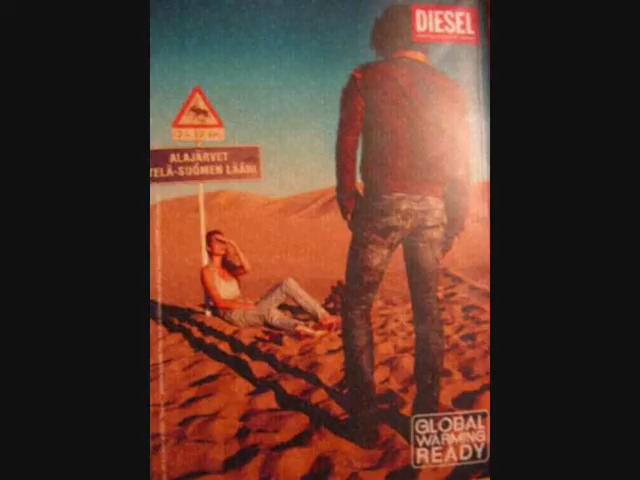 DIESEL
ALAJÄRVET
TELÄ-SUOMEN LÄÄNI
GLOBAL
WARMING
READY